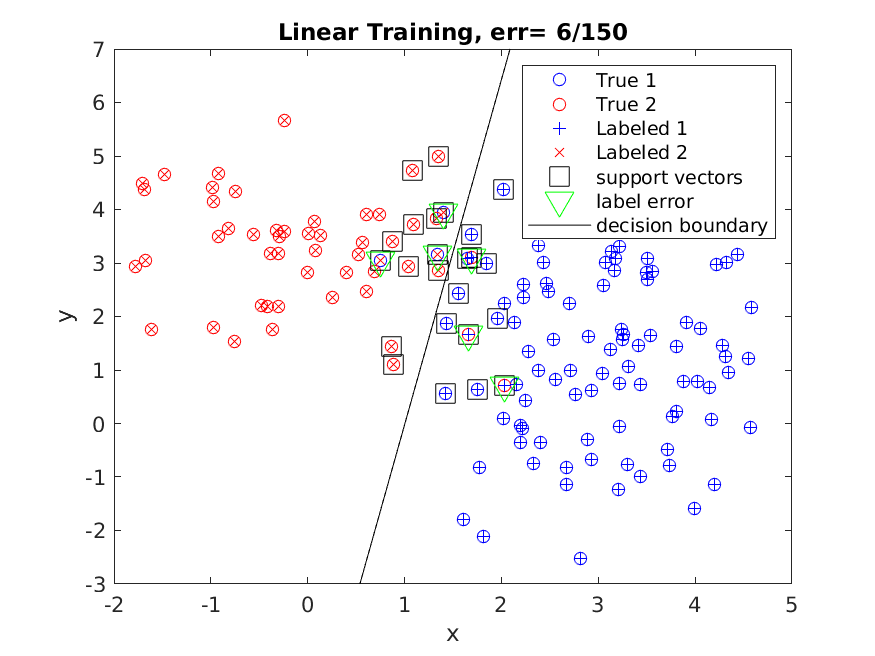 Linear Training, err= 6/150
7
6
5
4
3
2
1
0
-1
-2
-3
True 1
True 2
Labeled 1
Labeled 2
support vectors
label error
decision boundary
y
-2
-1
0
1
2
3
4
5
x